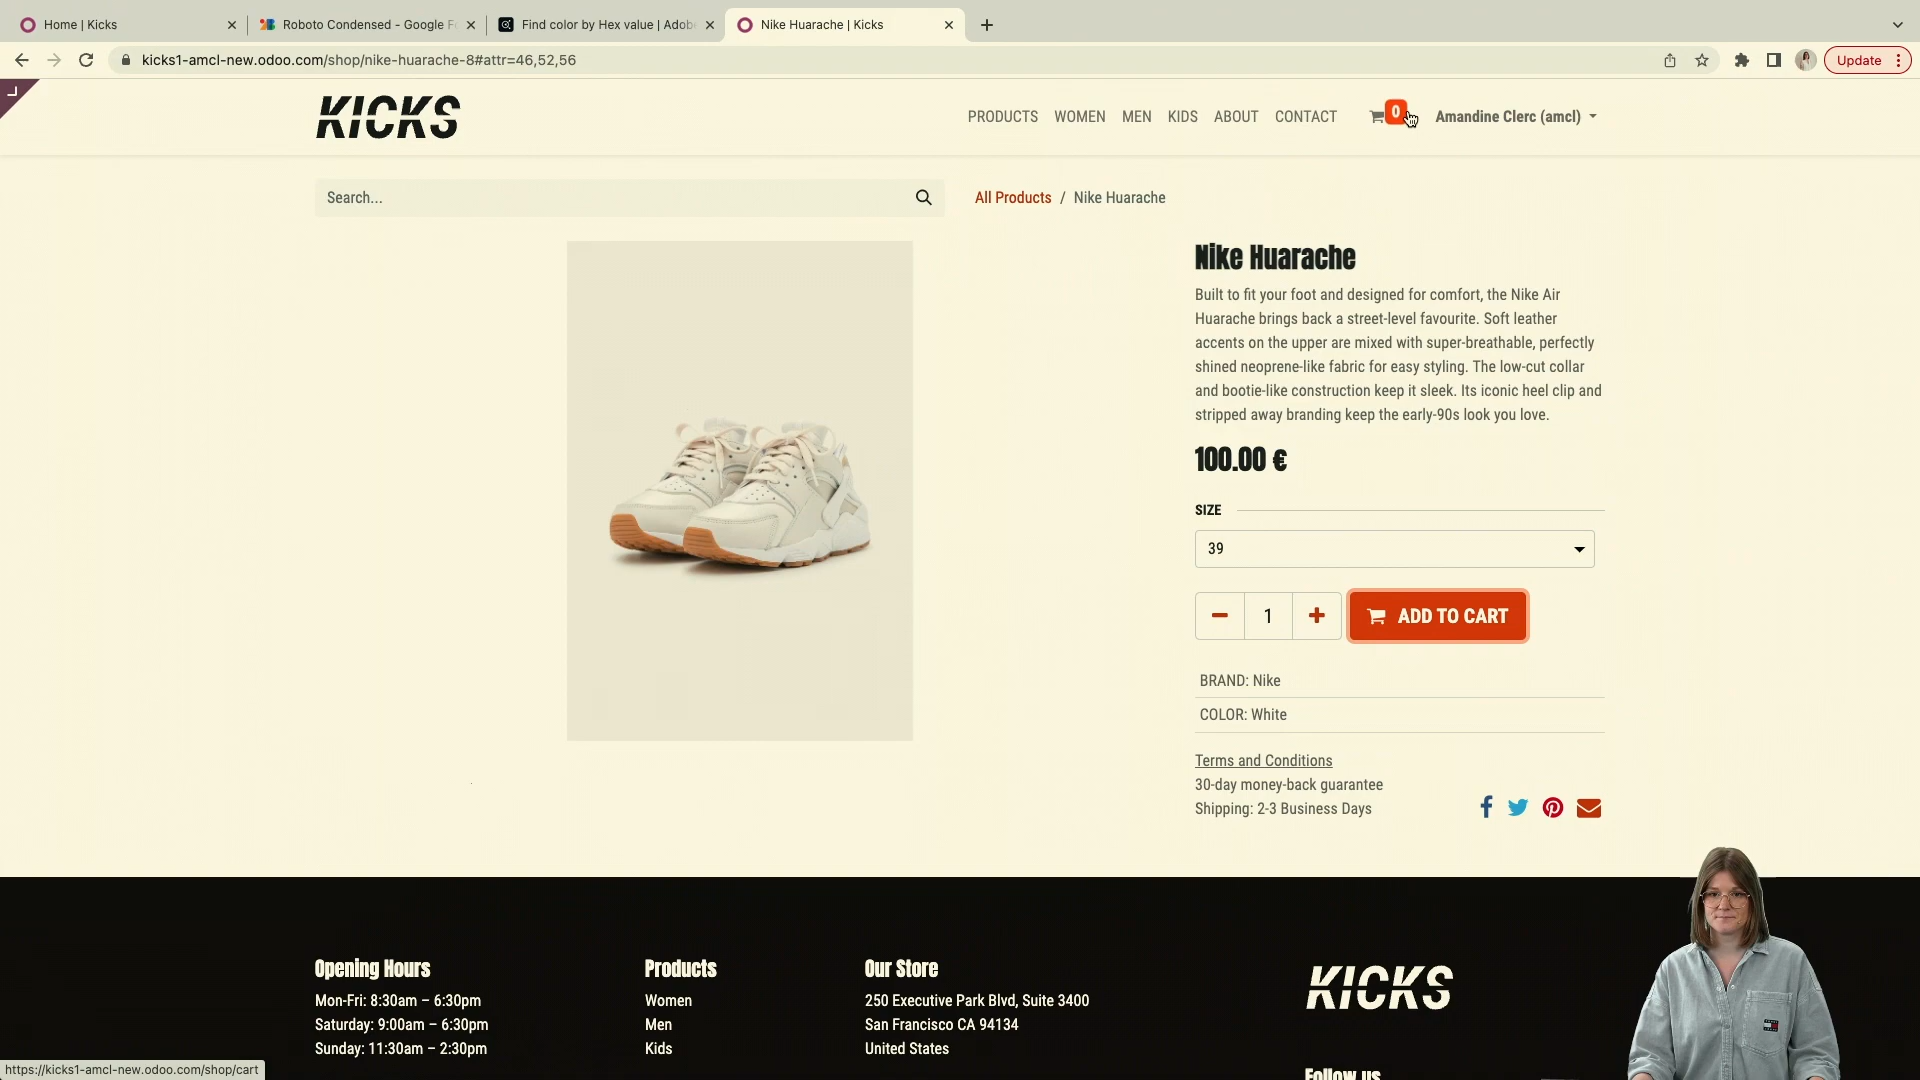 Home | Kicks
Roboto Condensed - Google Fo
Find color by Hex value | Adob
Nike Huarache | Kicks
kicks1-amcl-new.odoo.com/shop/nike-huarache-8#attr=46,52,56
Update
KICKS
PRODUCTS WOMEN MEN KIDS ABOUT CONTACT 0 Amandine Clerc (amcl)
Search...
All Products / Nike Huarache
Nike Huarache
Built to fit your foot and designed for comfort, the Nike Air
Huarache brings back a street-level favourite. Soft leather
accents on the upper are mixed with super-breathable, perfectly
shined neoprene-like fabric for easy styling. The low-cut collar
and bootie-like construction keep it sleek. Its iconic heel clip and
stripped away branding keep the early-90s look you love.
100.00 €
SIZE
39
1
ADD TO CART
BRAND: Nike
COLOR: White
Terms and Conditions
30-day money-back guarantee
Shipping: 2-3 Business Days
Opening Hours
Mon-Fri: 8:30am – 6:30pm
Saturday: 9:00am – 6:30pm
Sunday: 11:30am – 2:30pm
Products
Women
Men
Kids
Our Store
250 Executive Park Blvd, Suite 3400
San Francisco CA 94134
United States
KICKS
Follow us
https://kicks1-amcl-new.odoo.com/shop/cart